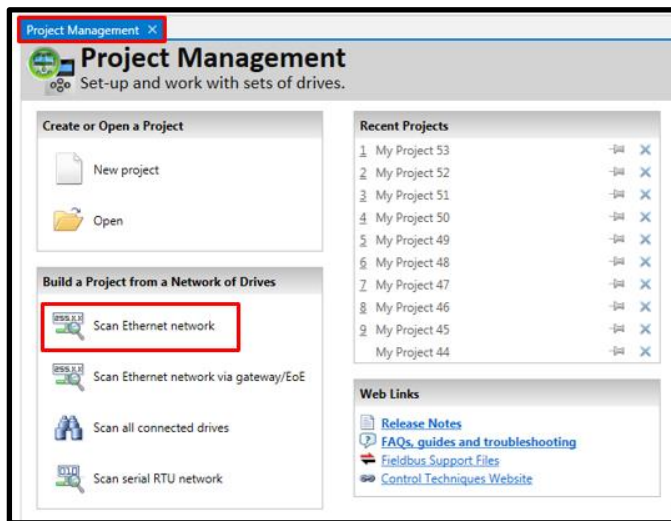 Project Management
Project Management
Set-up and work with sets of drives.
Create or Open a Project
New project
Open
Build a Project from a Network of Drives
255.X.X
Scan Ethernet network
255.X.X
Scan Ethernet network via gateway/EoE
Scan all connected drives
010
Scan serial RTU network
Recent Projects
1 My Project 53
2 My Project 52
3 My Project 51
4 My Project 50
5 My Project 49
6 My Project 48
7 My Project 47
8 My Project 46
9 My Project 45
My Project 44
Web Links
Release Notes
FAQs, guides and troubleshooting
Fieldbus Support Files
Control Techniques Website